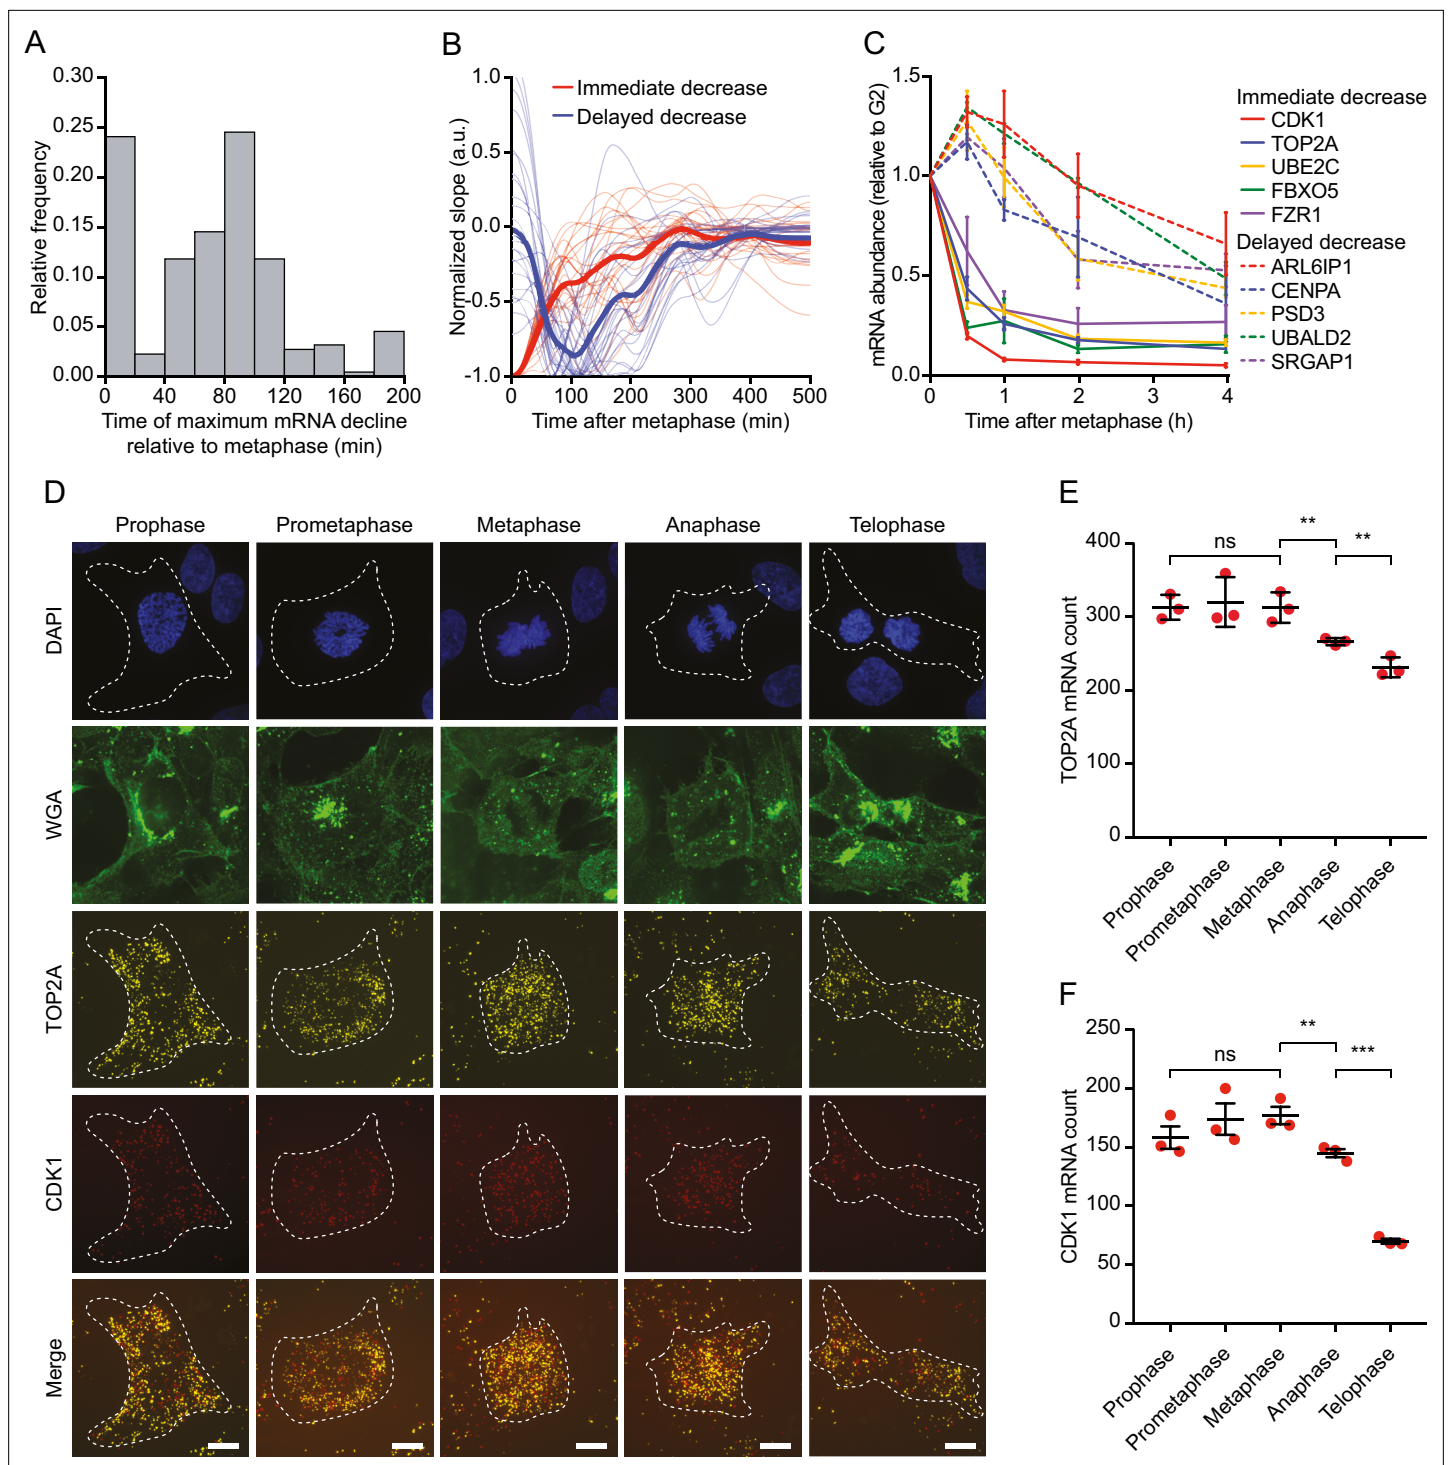 A
0.30
0.25
0.20
0.15
0.10
0.05
0.00
Relative frequency
0
40
80
120
160
200
Time of maximum mRNA decline
relative to metaphase (min)
B
1.0
0.5
0.0
-0.5
-1.0
Normalized slope (a.u.)
Immediate decrease
Delayed decrease
0
100
200
300
400
500
Time after metaphase (min)
C
1.5
1.0
0.5
0.0
mRNA abundance (relative to G2)
0
1
2
3
4
Time after metaphase (h)
Immediate decrease
CDK1
TOP2A
UBE2C
FBXO5
FZR1
Delayed decrease
ARL6IP1
CENPA
PSD3
UBALD2
SRGAP1
D
Prophase
Prometaphase
Metaphase
Anaphase
Telophase
DAPI
WGA
TOP2A
CDK1
Merge
E
400
300
200
100
0
TOP2A mRNA count
ns
**
**
Prophase
Prometaphase
Metaphase
Anaphase
Telophase
F
250
200
150
100
50
0
CDK1 mRNA count
ns
**
***
Prophase
Prometaphase
Metaphase
Anaphase
Telophase